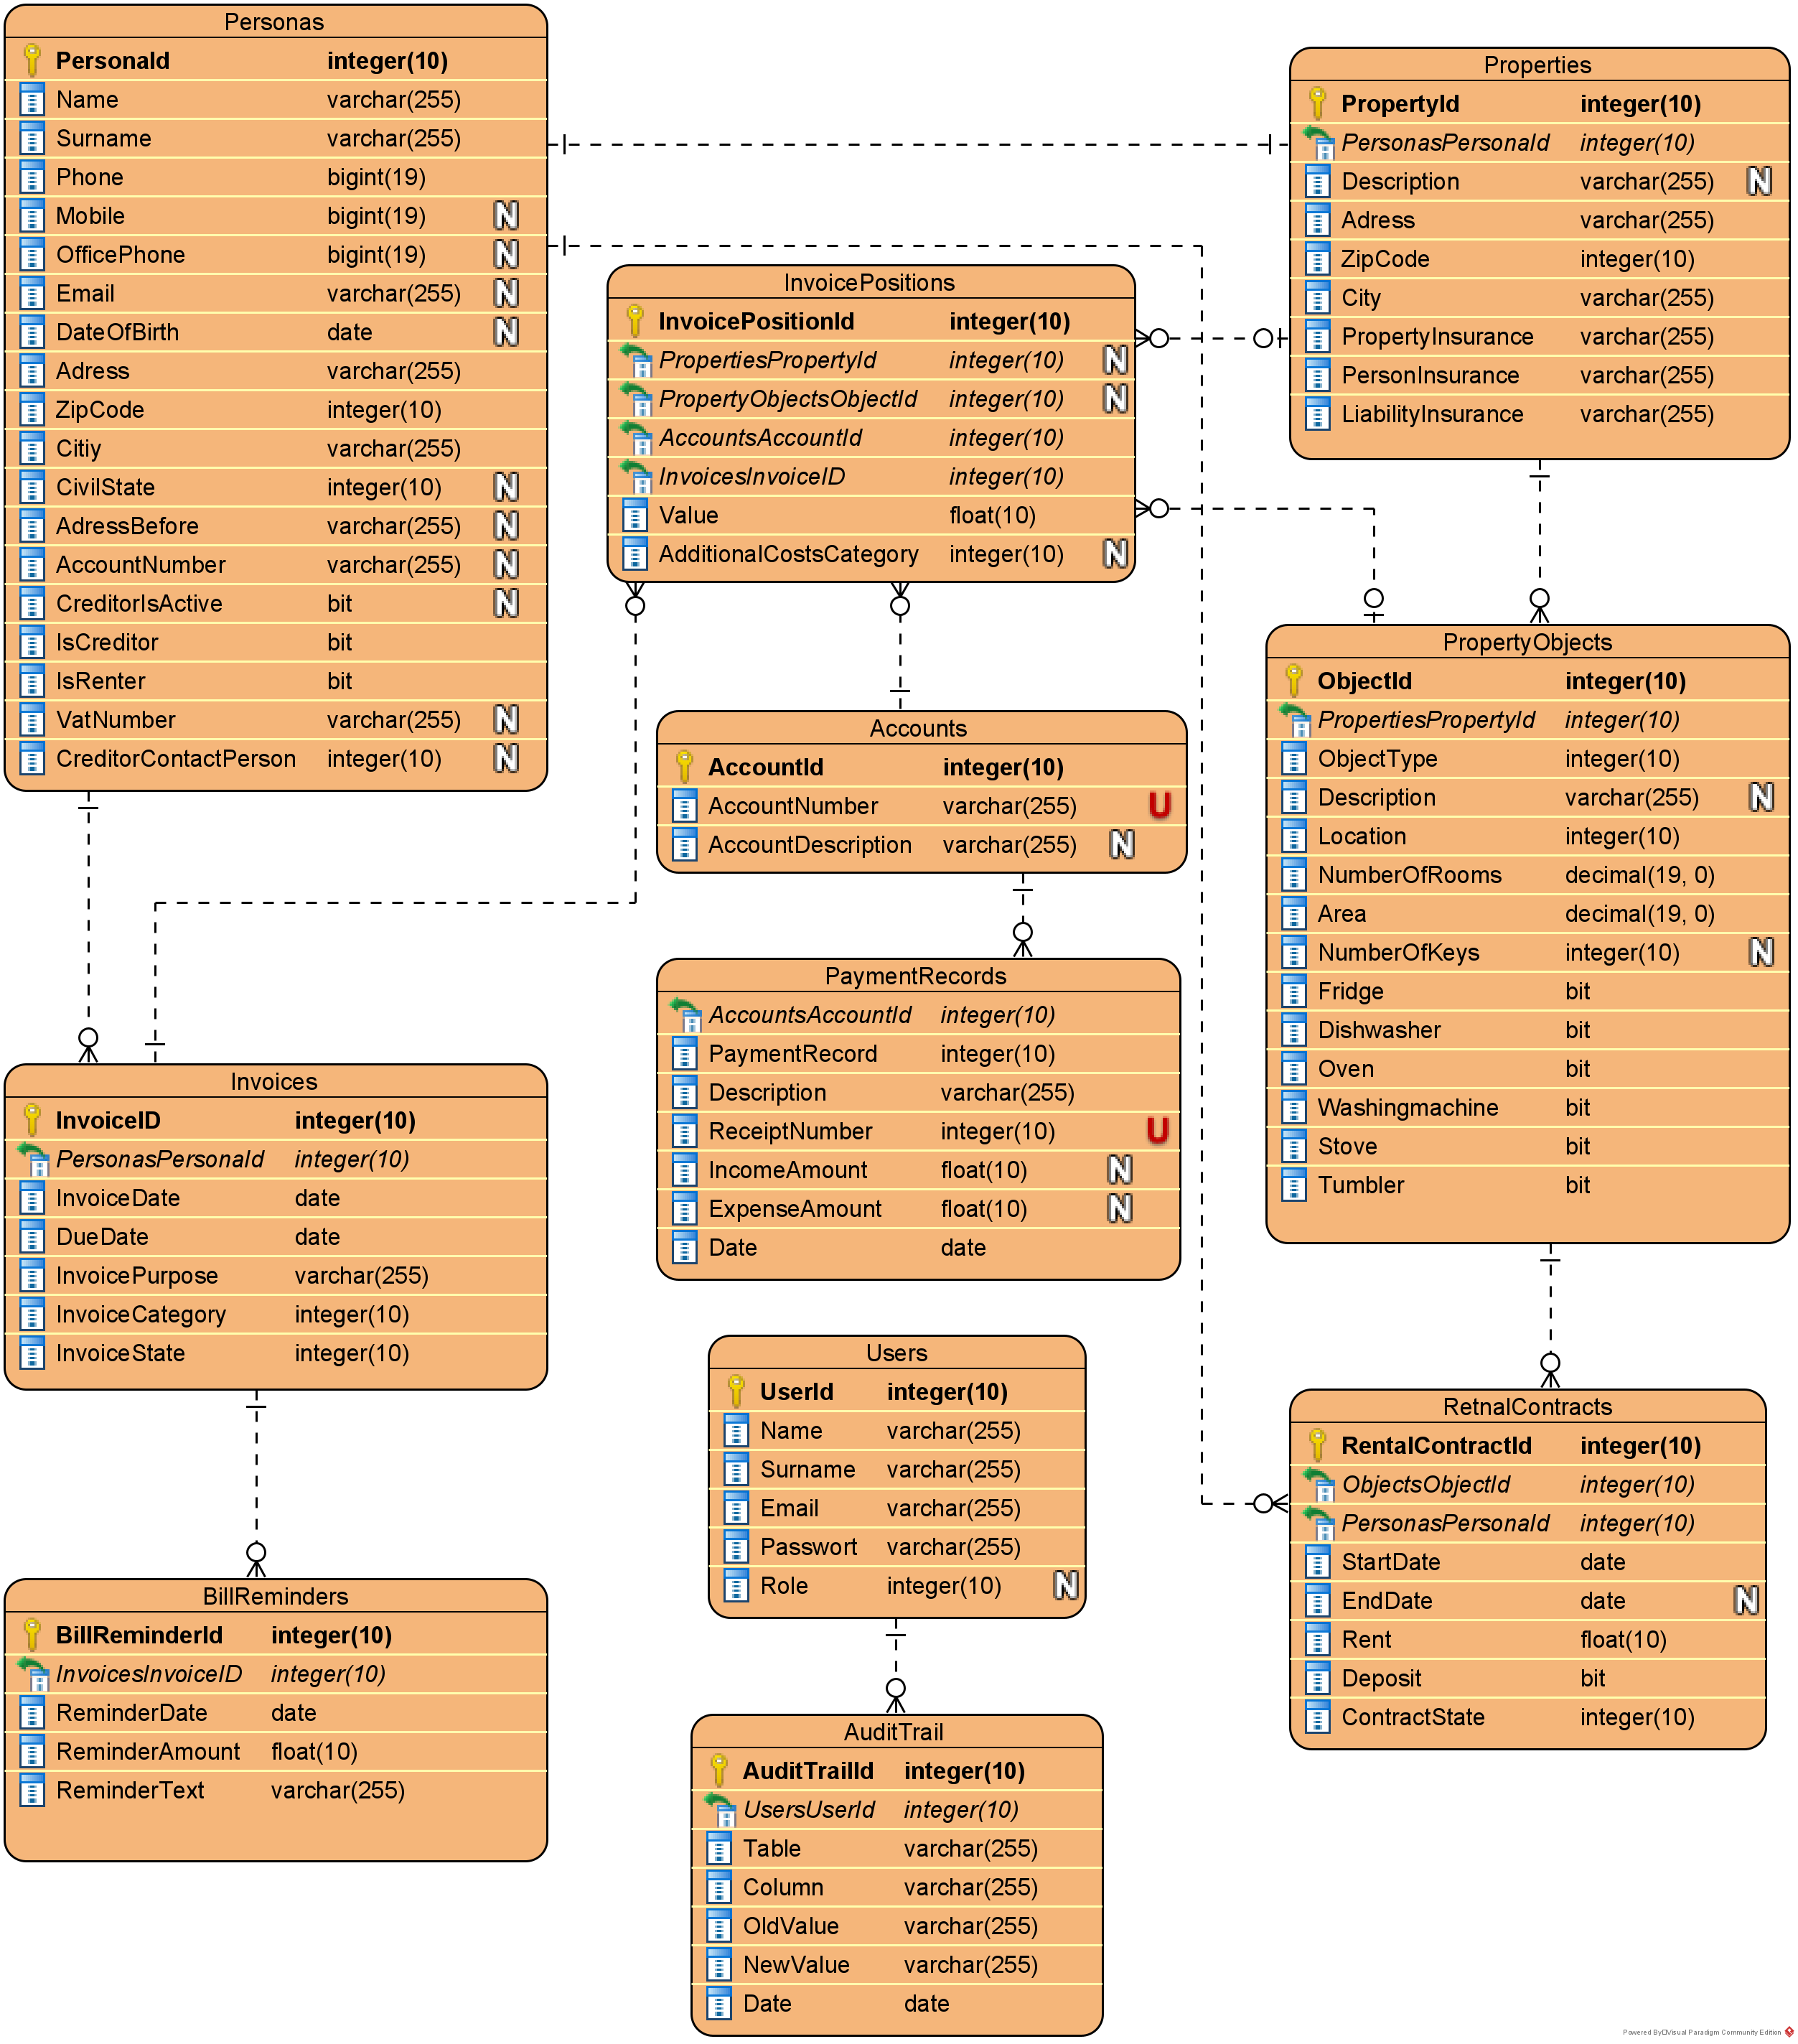 Personas
PersonaId integer(10)
Name varchar(255)
Surname varchar(255)
Phone bigint(19)
Mobile bigint(19) N
OfficePhone bigint(19) N
Email varchar(255) N
DateOfBirth date N
Adress varchar(255)
ZipCode integer(10)
Citiy varchar(255)
CivilState integer(10) N
AdressBefore varchar(255) N
AccountNumber varchar(255) N
CreditorIsActive bit N
IsCreditor bit
IsRenter bit
VatNumber varchar(255) N
CreditorContactPerson integer(10) N
Properties
PropertyId integer(10)
PersonasPersonaId integer(10)
Description varchar(255) N
Adress varchar(255)
ZipCode integer(10)
City varchar(255)
PropertyInsurance varchar(255)
PersonInsurance varchar(255)
LiabilityInsurance varchar(255)
InvoicePositions
InvoicePositionId integer(10)
PropertiesPropertyId integer(10) N
PropertyObjectsObjectId integer(10) N
AccountsAccountId integer(10)
InvoicesInvoiceID integer(10)
Value float(10)
AdditionalCostsCategory integer(10) N
Accounts
AccountId integer(10)
AccountNumber varchar(255) U
AccountDescription varchar(255) N
PropertyObjects
ObjectId integer(10)
PropertiesPropertyId integer(10)
ObjectType integer(10)
Description varchar(255) N
Location integer(10)
NumberOfRooms decimal(19, 0)
Area decimal(19, 0)
NumberOfKeys integer(10) N
Fridge bit
Dishwasher bit
Oven bit
Washingmachine bit
Stove bit
Tumbler bit
PaymentRecords
AccountsAccountId integer(10)
PaymentRecord integer(10)
Description varchar(255)
ReceiptNumber integer(10) U
IncomeAmount float(10) N
ExpenseAmount float(10) N
Date date
Invoices
InvoiceID integer(10)
PersonasPersonaId integer(10)
InvoiceDate date
DueDate date
InvoicePurpose varchar(255)
InvoiceCategory integer(10)
InvoiceState integer(10)
Users
UserId integer(10)
Name varchar(255)
Surname varchar(255)
Email varchar(255)
Passwort varchar(255)
Role integer(10) N
RetnalContracts
RentalContractId integer(10)
ObjectsObjectId integer(10)
PersonasPersonaId integer(10)
StartDate date
EndDate date N
Rent float(10)
Deposit bit
ContractState integer(10)
BillReminders
BillReminderId integer(10)
InvoicesInvoiceID integer(10)
ReminderDate date
ReminderAmount float(10)
ReminderText varchar(255)
AuditTrail
AuditTrailId integer(10)
UsersUserId integer(10)
Table varchar(255)
Column varchar(255)
OldValue varchar(255)
NewValue varchar(255)
Date date
Powered By Visual Paradigm Community Edition